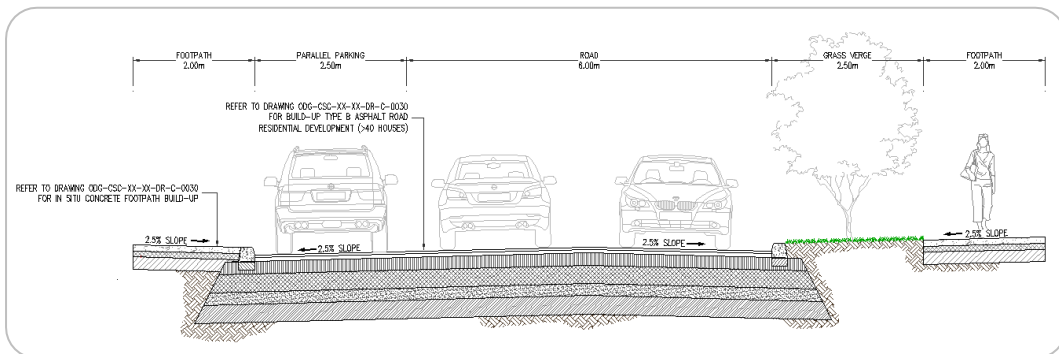 FOOTPATH
2.00m
PARALLEL PARKING
2.50m
ROAD
6.00m
GRASS VERGE
2.50m
FOOTPATH
2.00m
REFER TO DRAWING ODG-CSC-XX-XX-DR-C-0030
FOR BUILD-UP TYPE B ASPHALT ROAD
RESIDENTIAL DEVELOPMENT (>40 HOUSES)
REFER TO DRAWING ODG-CSC-XX-XX-DR-C-0030
FOR IN SITU CONCRETE FOOTPATH BUILD-UP
2.5% SLOPE
2.5% SLOPE
2.5% SLOPE
2.5% SLOPE